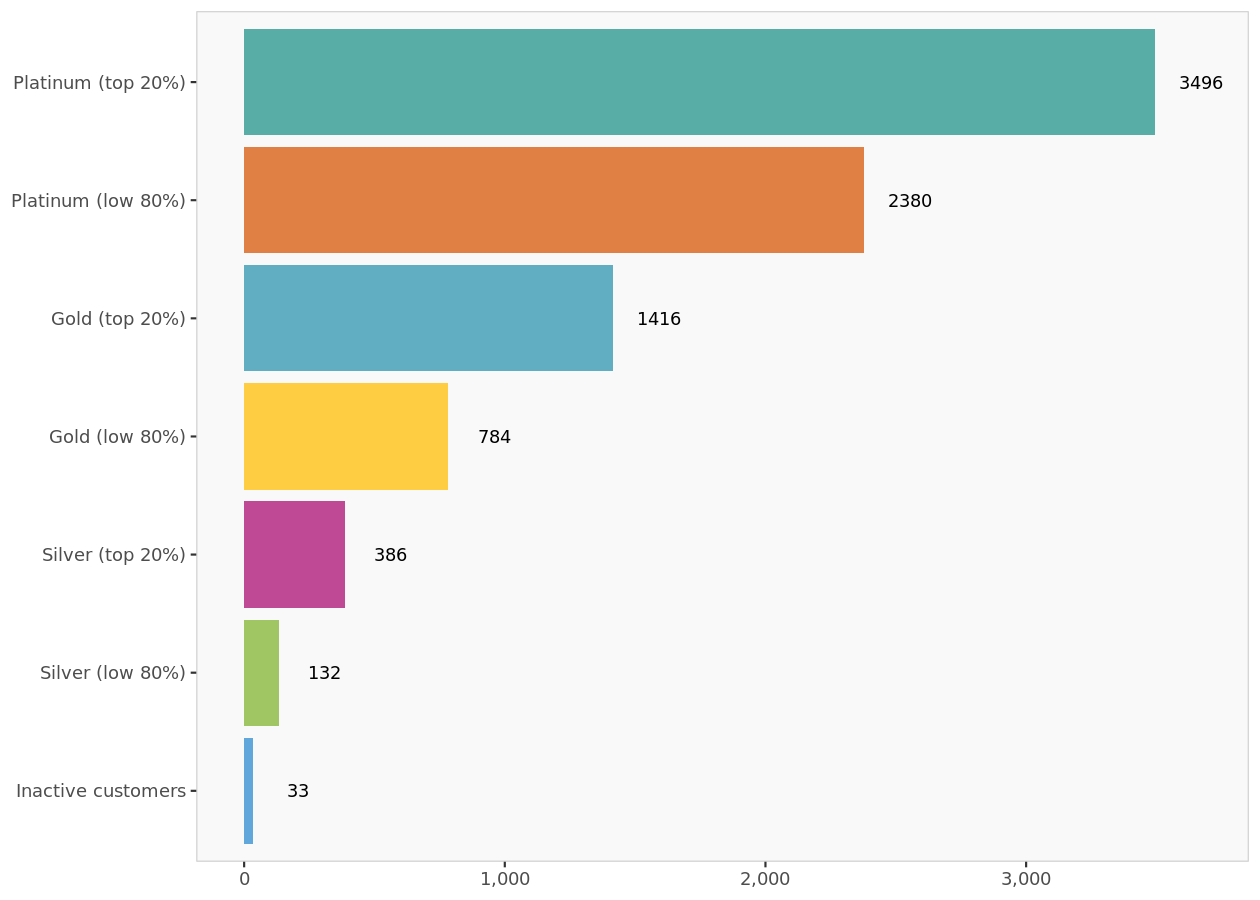 Platinum (top 20%) 3496
Platinum (low 80%) 2380
Gold (top 20%) 1416
Gold (low 80%) 784
Silver (top 20%) 386
Silver (low 80%) 132
Inactive customers 33
0 1,000 2,000 3,000